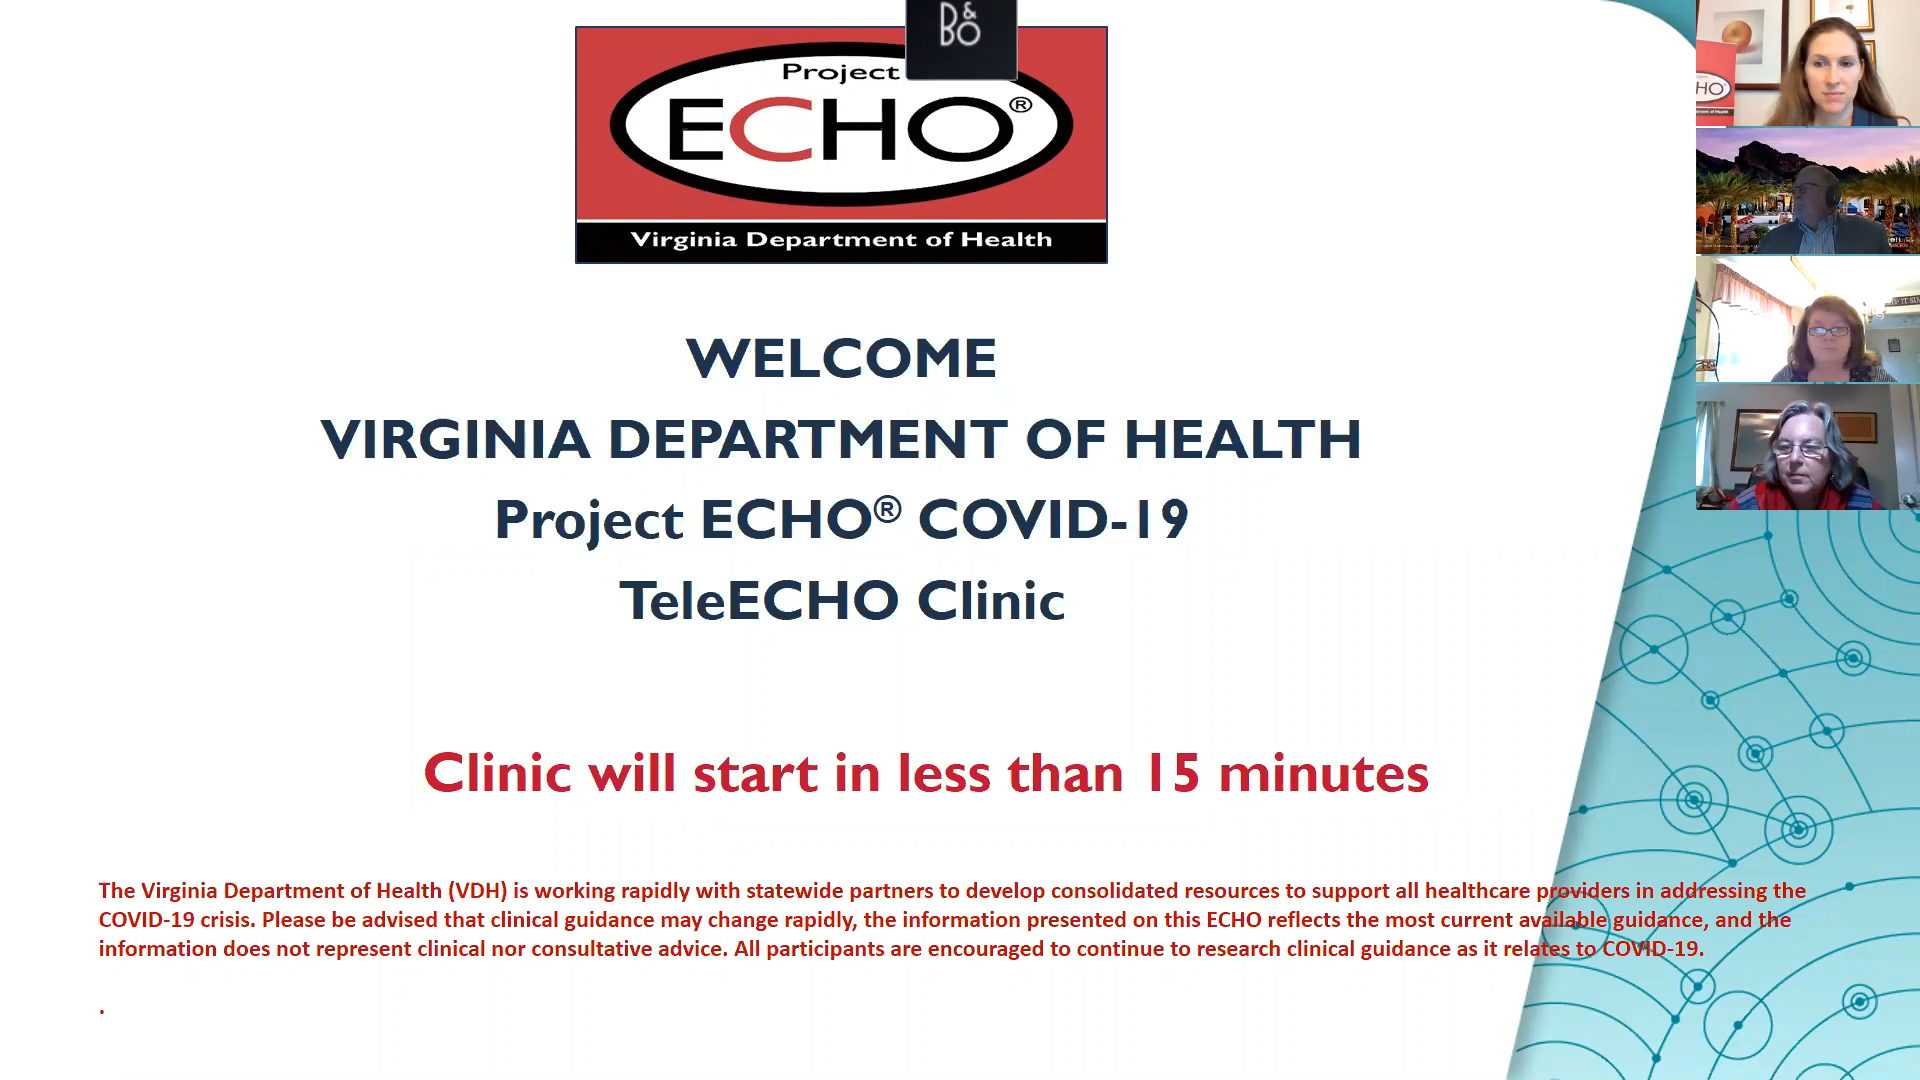 B&O
Project
ECHO®
Virginia Department of Health
WELCOME
VIRGINIA DEPARTMENT OF HEALTH
Project ECHO® COVID-19
TeleECHO Clinic
Clinic will start in less than 15 minutes
The Virginia Department of Health (VDH) is working rapidly with statewide partners to develop consolidated resources to support all healthcare providers in addressing the
COVID-19 crisis. Please be advised that clinical guidance may change rapidly, the information presented on this ECHO reflects the most current available guidance, and the
information does not represent clinical nor consultative advice. All participants are encouraged to continue to research clinical guidance as it relates to COVID-19.
.
HO